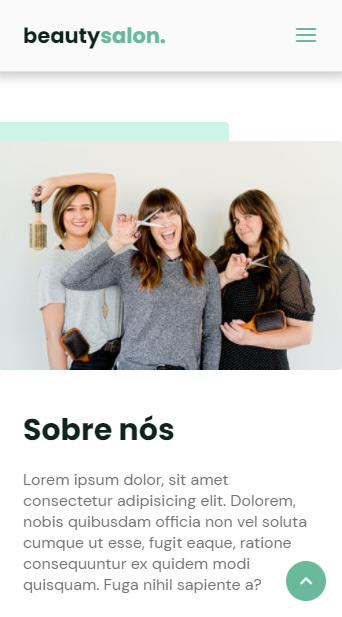 beautysalon.
Sobre nós
Lorem ipsum dolor, sit amet
consectetur adipisicing elit. Dolorem,
nobis quibusdam officia non vel soluta
cumque ut esse, fugit eaque, ratione
consequuntur ex quidem modi
quisquam. Fuga nihil sapiente a?